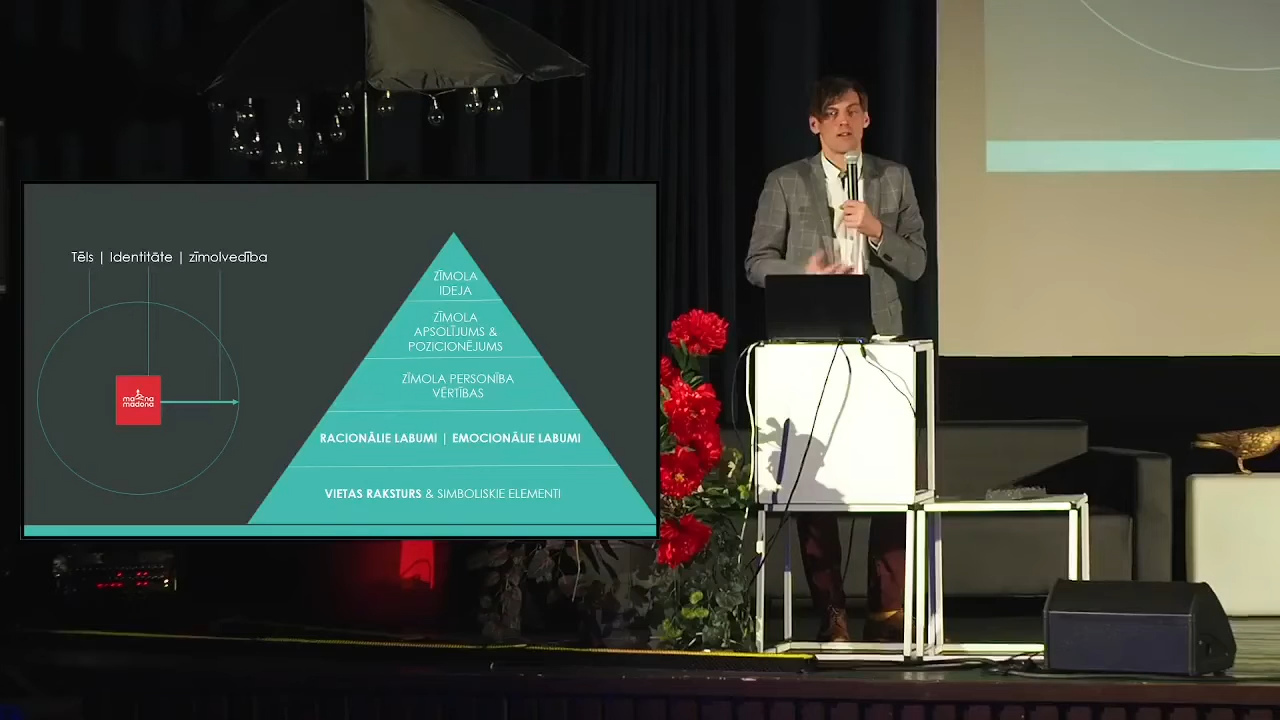 Tēls | Identitāte | zīmolvedība
mana
madona
ZĪMOLA
IDEJA
ZĪMOLA
APSOLĪJUMS &
POZICIONĒJUMS
ZĪMOLA PERSONĪBA
VĒRTĪBAS
RACIONĀLIE LABUMI | EMOCIONĀLIE LABUMI
VIETAS RAKSTURS & SIMBOLISKIE ELEMENTI